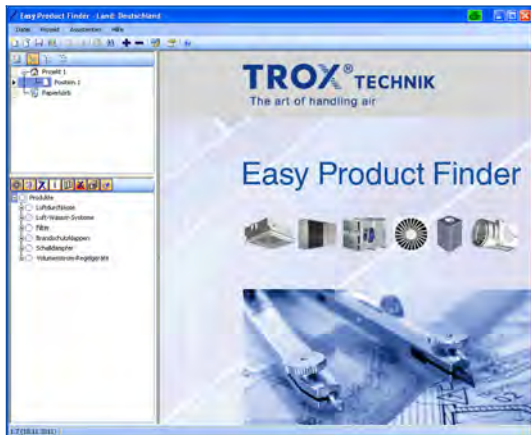 Easy Product Finder - Land: Deutschland
Datei Projekt Assistenten Hilfe
Projekt 1
Position 1
Papierkorb
TROX® TECHNIK
The art of handling air
Easy Product Finder
Produkte
Luftdurchlässe
Luft-Wasser-Systeme
Filter
Brandschutzklappen
Schalldämpfer
Volumenstrom-Regelgeräte